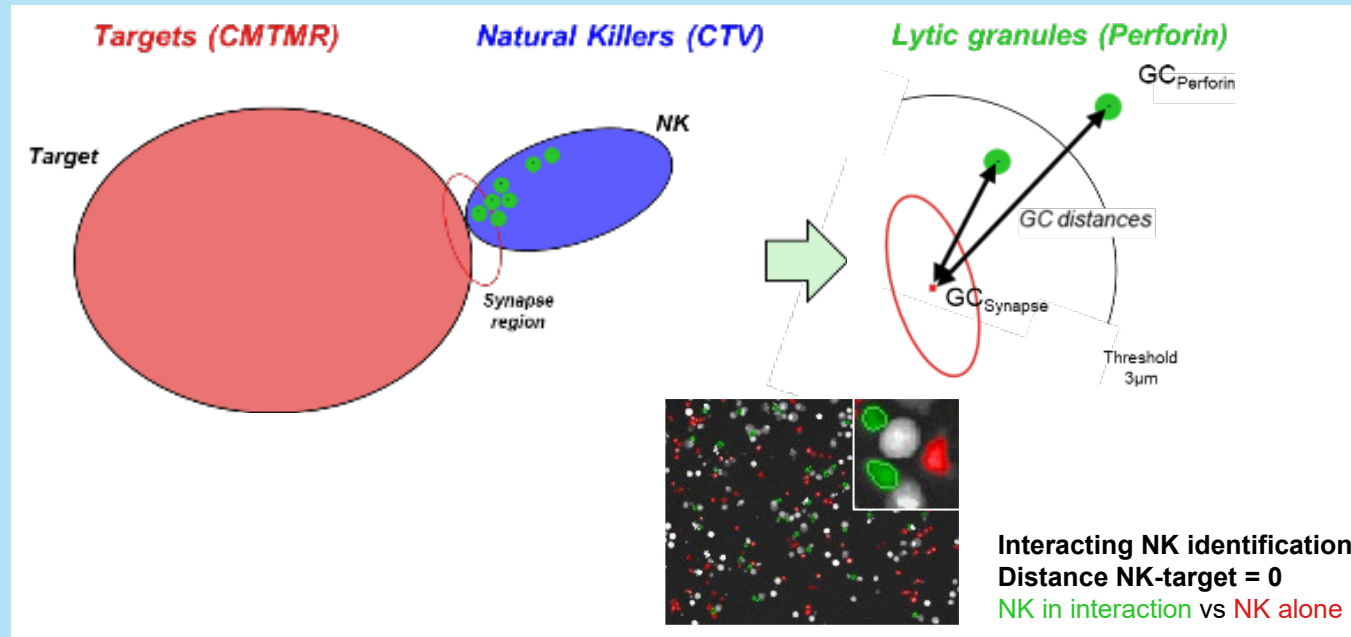 Targets (CMTMR)
Natural Killers (CTV)
Lytic granules (Perforin)
Target
NK
Synapse
region
GCPerforin
GC distances
GCSynapse
Threshold
3µm
Interacting NK identification
Distance NK-target = 0
NK in interaction vs NK alone